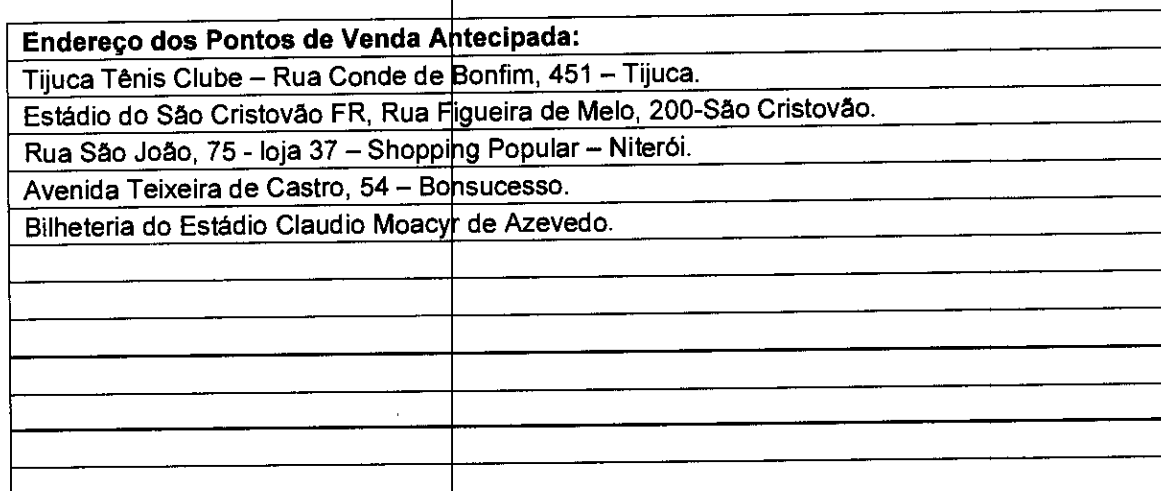 Endereço dos Pontos de Venda Antecipada:
Tijuca Tênis Clube – Rua Conde de Bonfim, 451 – Tijuca.
Estádio do São Cristovão FR, Rua Figueira de Melo, 200-São Cristovão.
Rua São João, 75 - loja 37 – Shopping Popular – Niterói.
Avenida Teixeira de Castro, 54 – Bonsucesso.
Bilheteria do Estádio Claudio Moacyr de Azevedo.